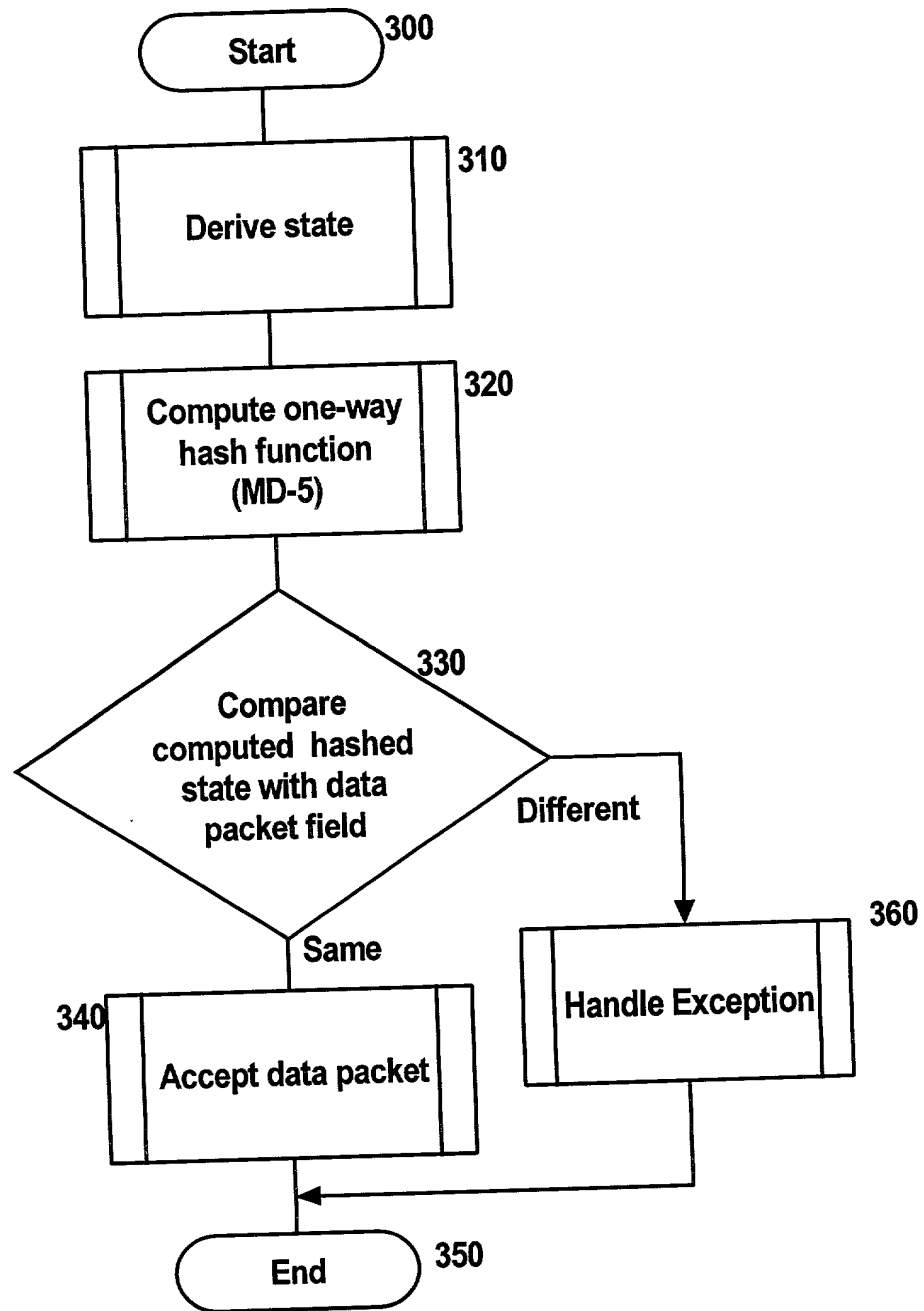 Start
300
310
Derive state
320
Compute one-way
hash function
(MD-5)
330
Compare
computed hashed
state with data
packet field
Different
Same
360
Handle Exception
340
Accept data packet
End
350